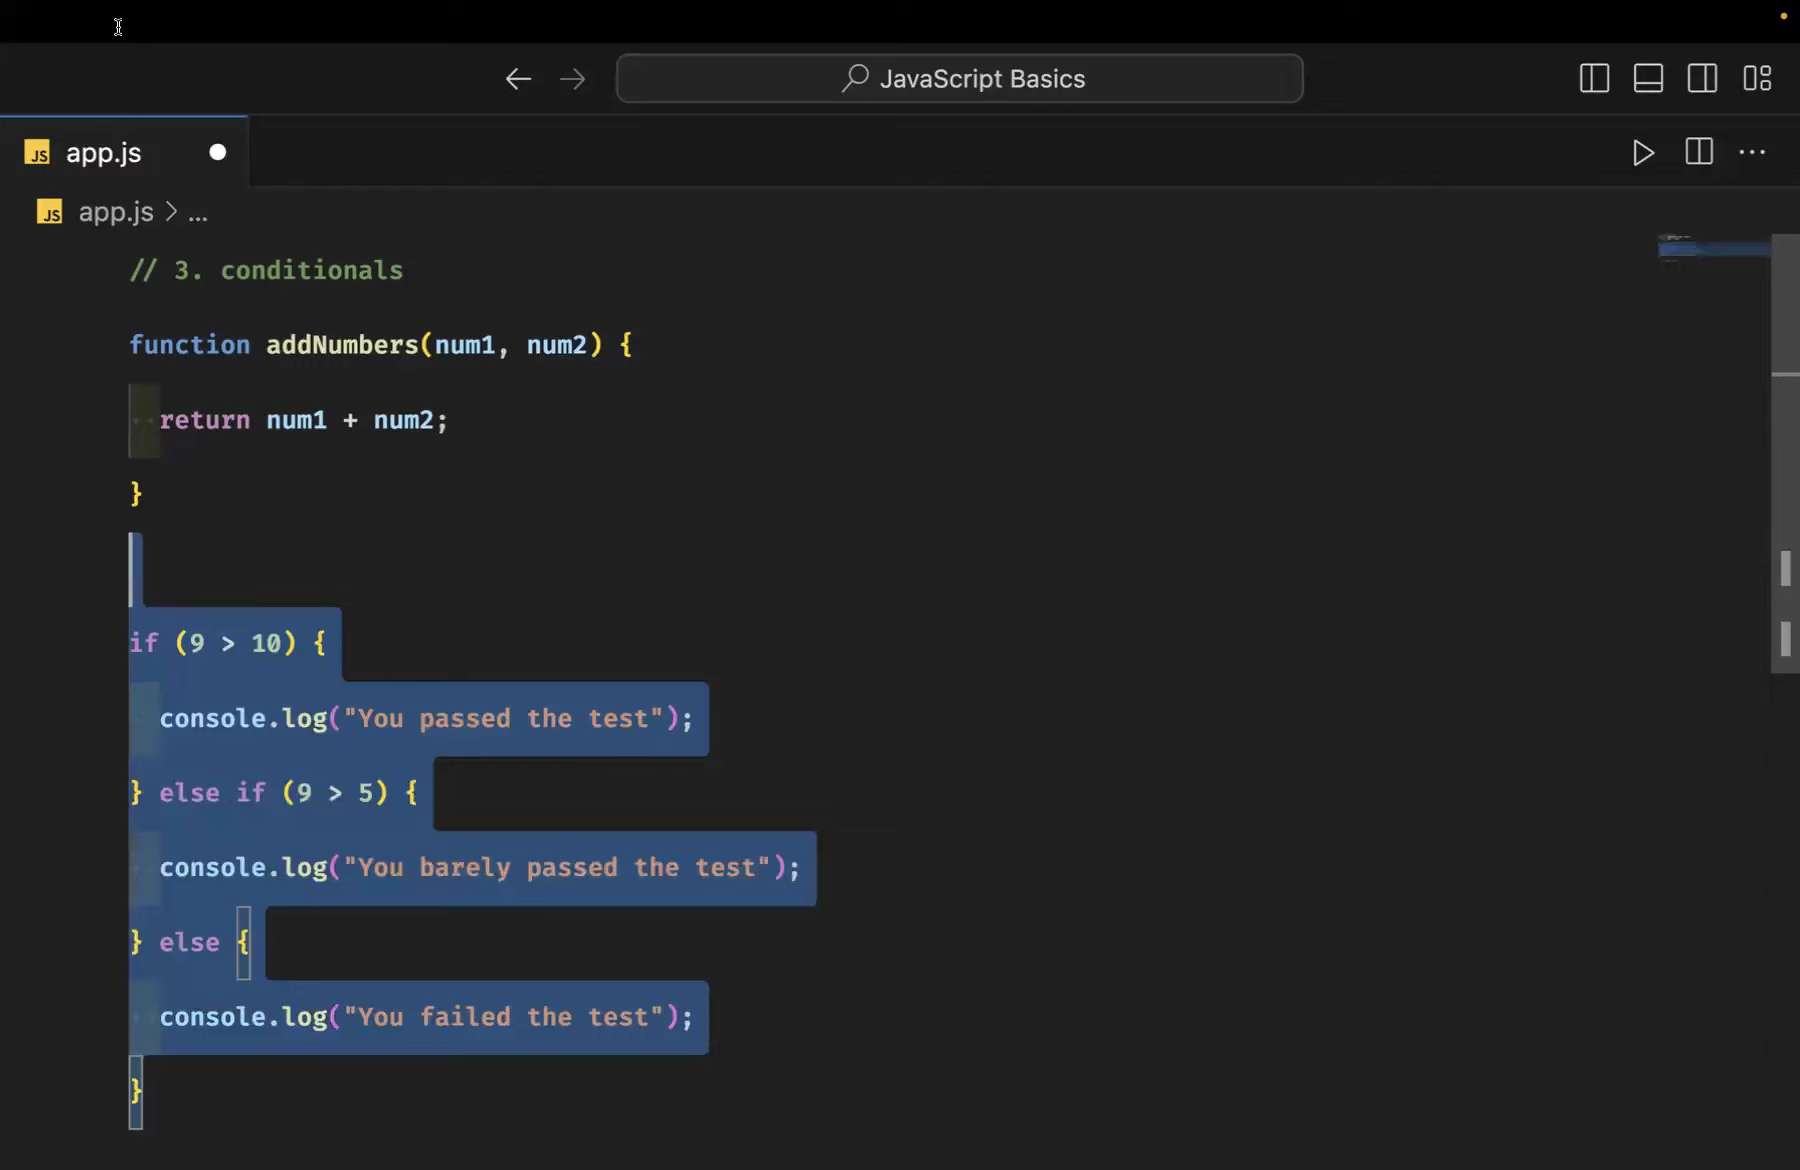 JavaScript Basics
JS app.js
JS app.js > ...
// 3. conditionals
function addNumbers(num1, num2) {
return num1 + num2;
}
if (9 > 10) {
console.log("You passed the test");
} else if (9 > 5) {
console.log("You barely passed the test");
} else {
console.log("You failed the test");
}